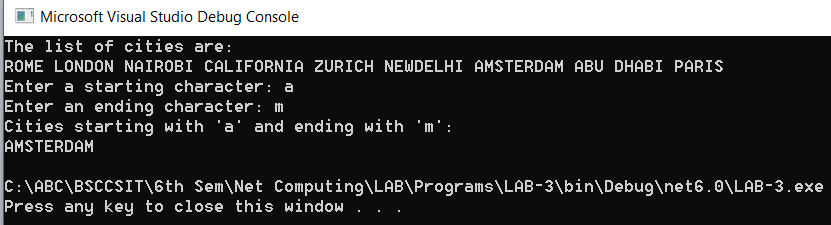 Microsoft Visual Studio Debug Console
The list of cities are:
ROME LONDON NAIROBI CALIFORNIA ZURICH NEWDELHI AMSTERDAM ABU DHABI PARIS
Enter a starting character: a
Enter an ending character: m
Cities starting with 'a' and ending with 'm':
AMSTERDAM
C:\ABC\BSCCSIT\6th Sem\Net Computing\LAB\Programs\LAB-3\bin\Debug\net6.0\LAB-3.exe
Press any key to close this window . . .